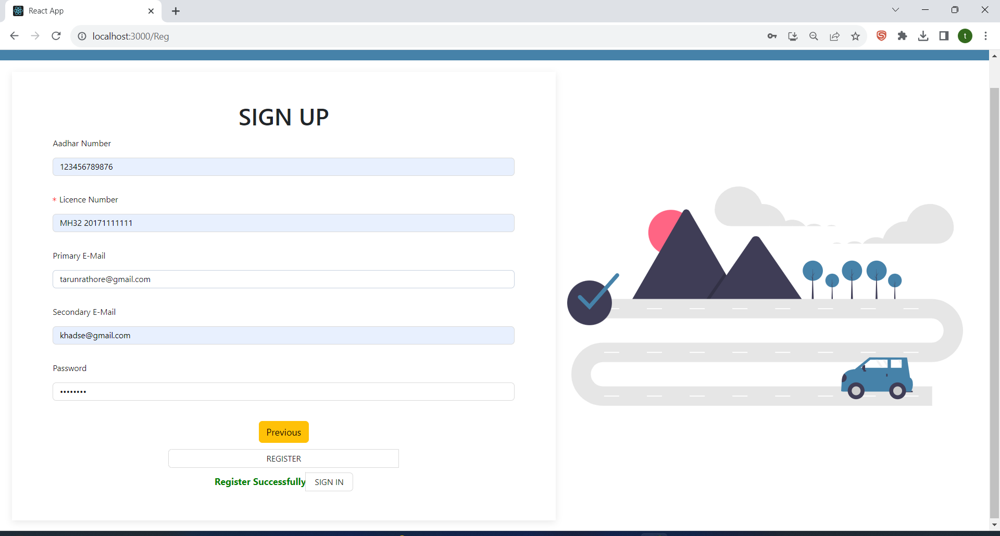 React App
localhost:3000/Reg
t
SIGN UP
Aadhar Number
123456789876
* Licence Number
MH32 20171111111
Primary E-Mail
tarunrathore@gmail.com
Secondary E-Mail
khadse@gmail.com
Password
••••••••
Previous
REGISTER
Register Successfully SIGN IN